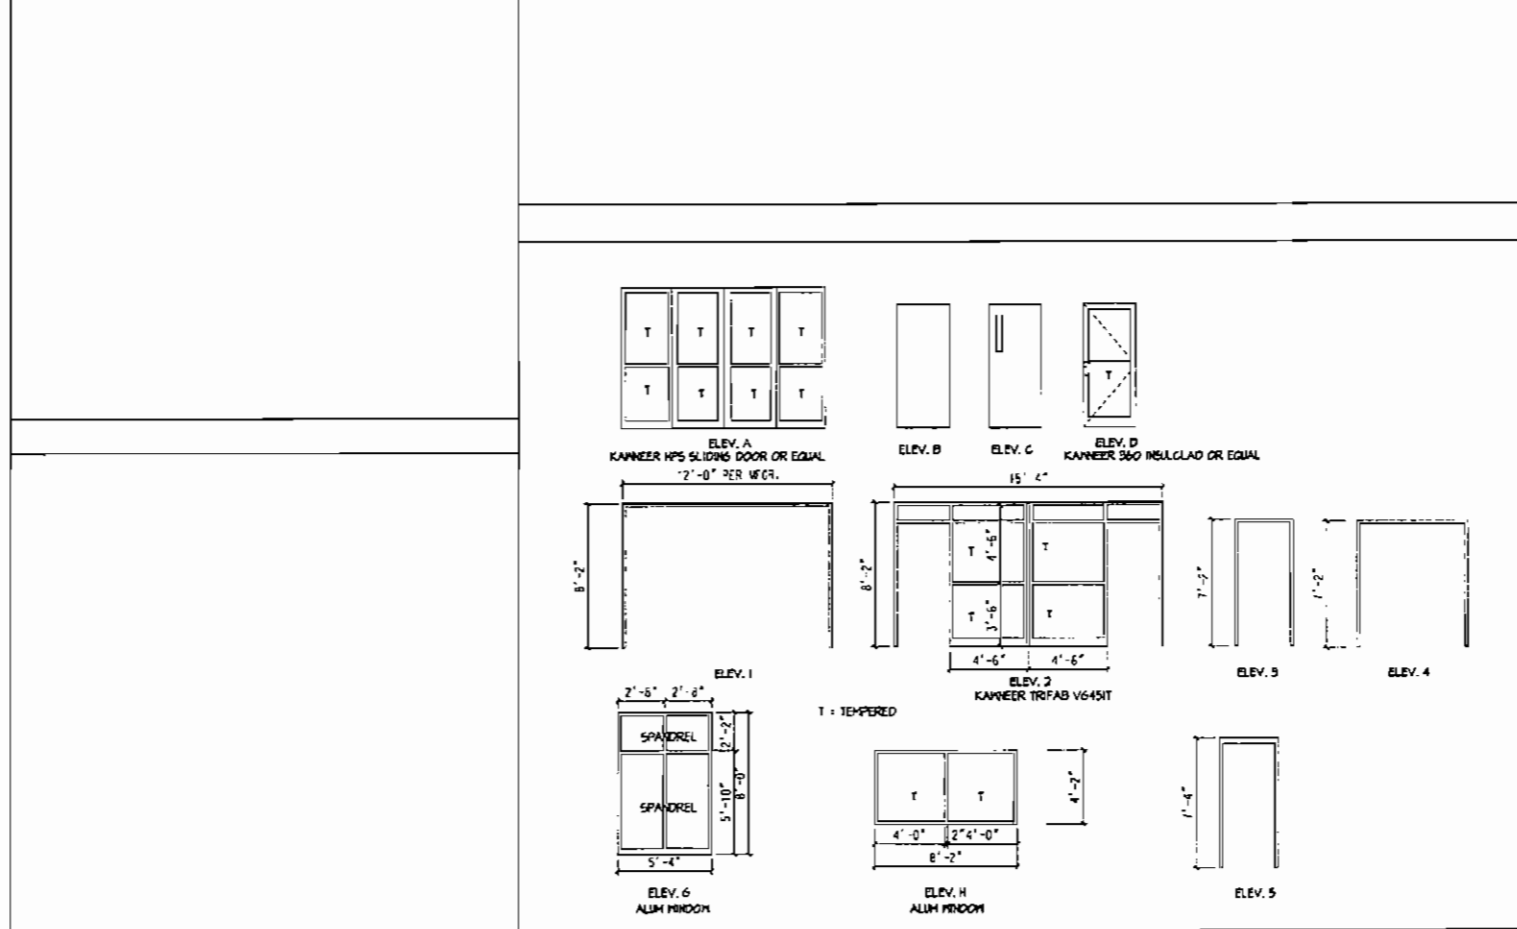 T T T T
T T T T
T
ELEV. A
KAWNEER HPS SLIDING DOOR OR EQUAL
ELEV. B
ELEV. C
ELEV. D
KAWNEER 360 INSULCLAD OR EQUAL
12'-0" PER MFGR.
8'-2"
ELEV. 1
15'-4"
8'-2"
T 4'-6" T
T 3'-6" T
4'-6" 4'-6"
ELEV. 2
KAWNEER TRIFAB VG451T
7'-2"
ELEV. 3
7'-2"
ELEV. 4
T = TEMPERED
2'-8" 2'-8"
SPANDREL
2'-2"
SPANDREL
5'-10"
8'-0"
5'-4"
ELEV. G
ALUM WINDOW
T T
4'-2"
4'-0" 2" 4'-0"
8'-2"
ELEV. H
ALUM WINDOW
7'-4"
ELEV. 5